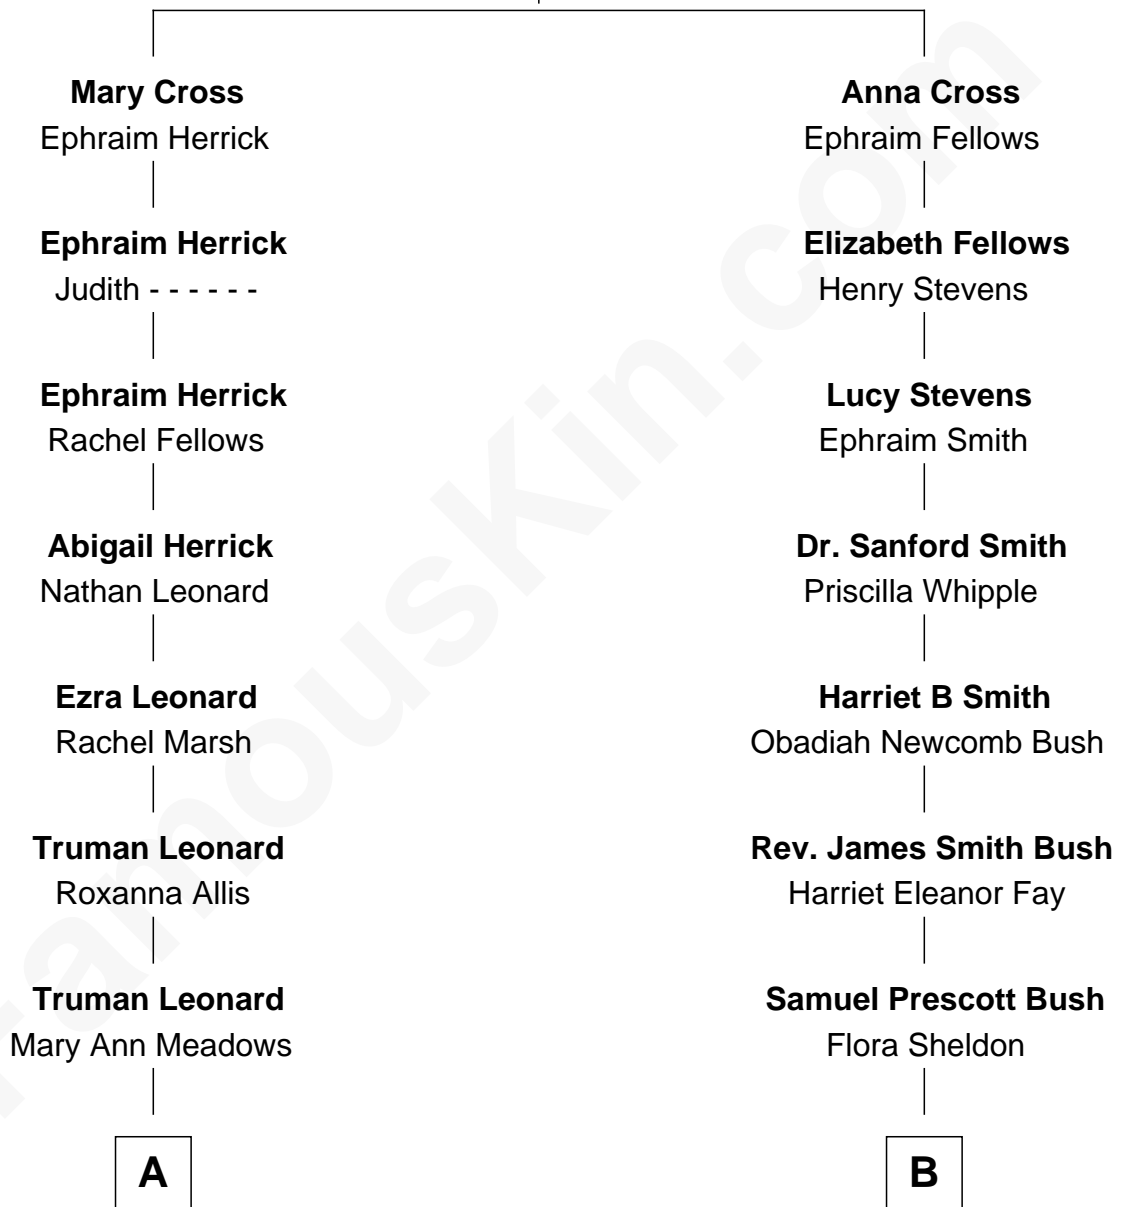 Mary Cross
Ephraim Herrick
Ephraim Herrick
Judith - - - - - -
Ephraim Herrick
Rachel Fellows
Abigail Herrick
Nathan Leonard
Ezra Leonard
Rachel Marsh
Truman Leonard
Roxanna Allis
Truman Leonard
Mary Ann Meadows
A
Anna Cross
Ephraim Fellows
Elizabeth Fellows
Henry Stevens
Lucy Stevens
Ephraim Smith
Dr. Sanford Smith
Priscilla Whipple
Harriet B Smith
Obadiah Newcomb Bush
Rev. James Smith Bush
Harriet Eleanor Fay
Samuel Prescott Bush
Flora Sheldon
B
FamousKin.com